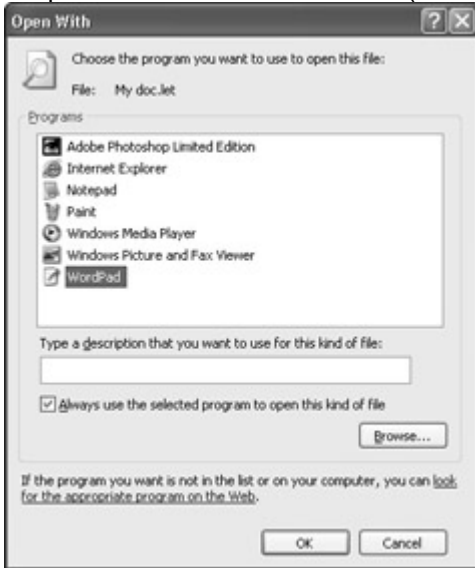 Open With
Choose the program you want to use to open this file:
File: My doc.let
Programs
Adobe Photoshop Limited Edition
Internet Explorer
Notepad
Paint
Windows Media Player
Windows Picture and Fax Viewer
WordPad
Type a description that you want to use for this kind of file:
Always use the selected program to open this kind of file
Browse...
If the program you want is not in the list or on your computer, you can look
for the appropriate program on the Web.
OK Cancel